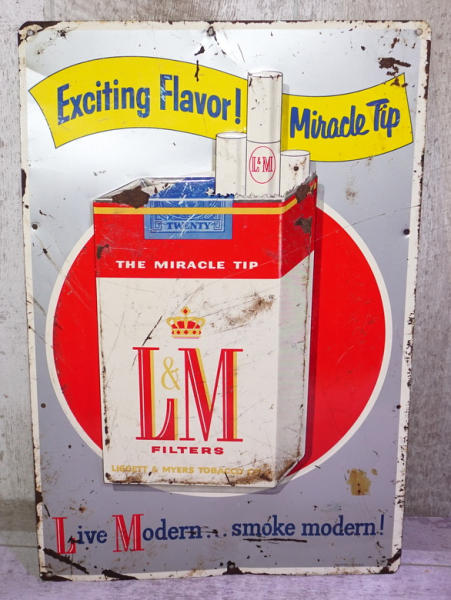 Exciting Flavor!
Miracle Tip
L&M
TWENTY
THE MIRACLE TIP
L&M
FILTERS
LIGGETT & MYERS TOBACCO CO.
Live Modern... smoke modern!